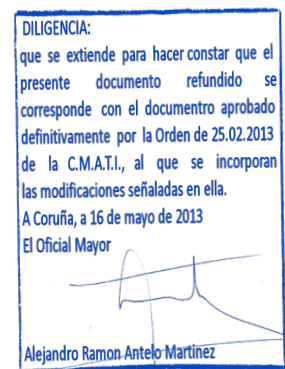 DILIGENCIA:
que se extiende para hacer constar que el
presente documento refundido se
corresponde con el documentro aprobado
definitivamente por la Orden de 25.02.2013
de la C.M.A.T.I., al que se incorporan
las modificaciones señaladas en ella.
A Coruña, a 16 de mayo de 2013
El Oficial Mayor
Alejandro Ramon Antelo Martinez